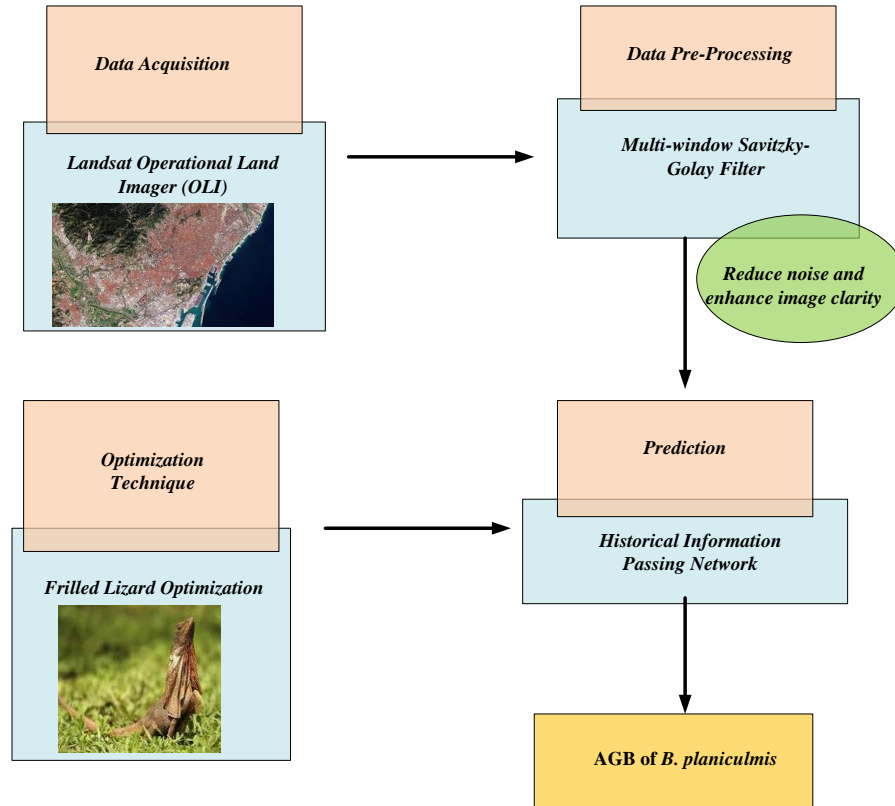 Data Acquisition
Landsat Operational Land
Imager (OLI)
Data Pre-Processing
Multi-window Savitzky-
Golay Filter
Reduce noise and
enhance image clarity
Optimization
Technique
Frilled Lizard Optimization
Prediction
Historical Information
Passing Network
AGB of B. planiculmis